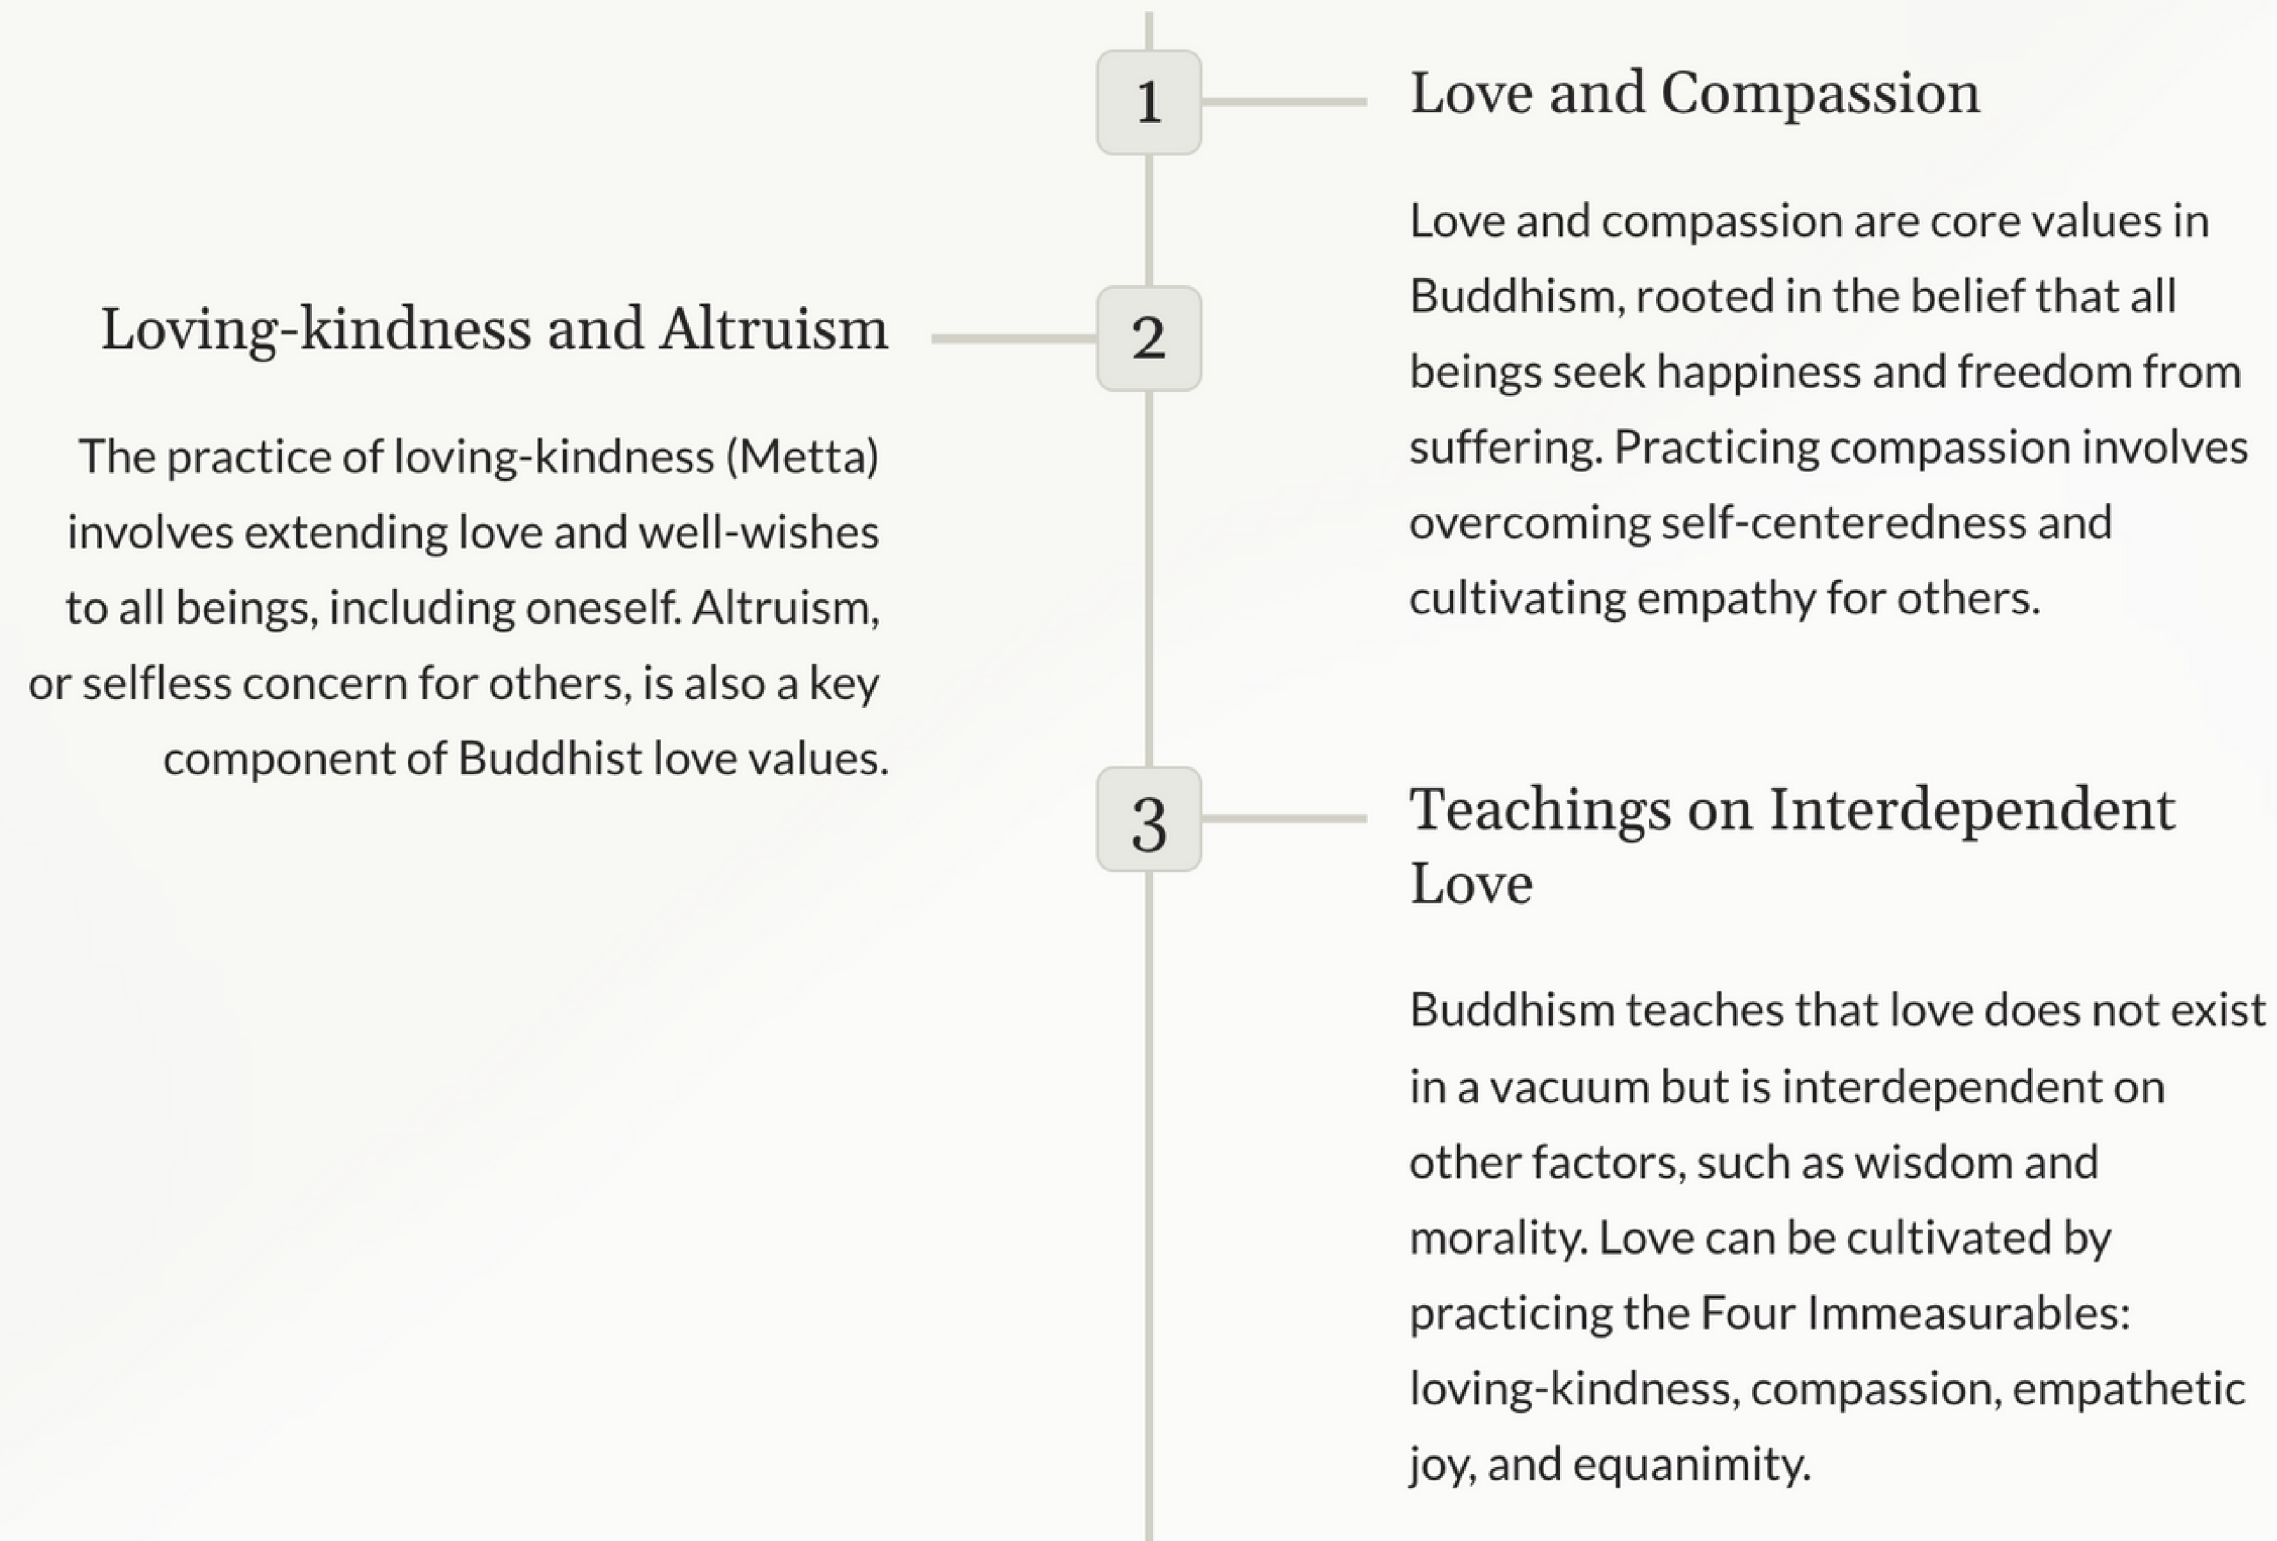 1
Love and Compassion
Love and compassion are core values in
Buddhism, rooted in the belief that all
beings seek happiness and freedom from
suffering. Practicing compassion involves
overcoming self-centeredness and
cultivating empathy for others.
2
Loving-kindness and Altruism
The practice of loving-kindness (Metta)
involves extending love and well-wishes
to all beings, including oneself. Altruism,
or selfless concern for others, is also a key
component of Buddhist love values.
3
Teachings on Interdependent
Love
Buddhism teaches that love does not exist
in a vacuum but is interdependent on
other factors, such as wisdom and
morality. Love can be cultivated by
practicing the Four Immeasurables:
loving-kindness, compassion, empathetic
joy, and equanimity.